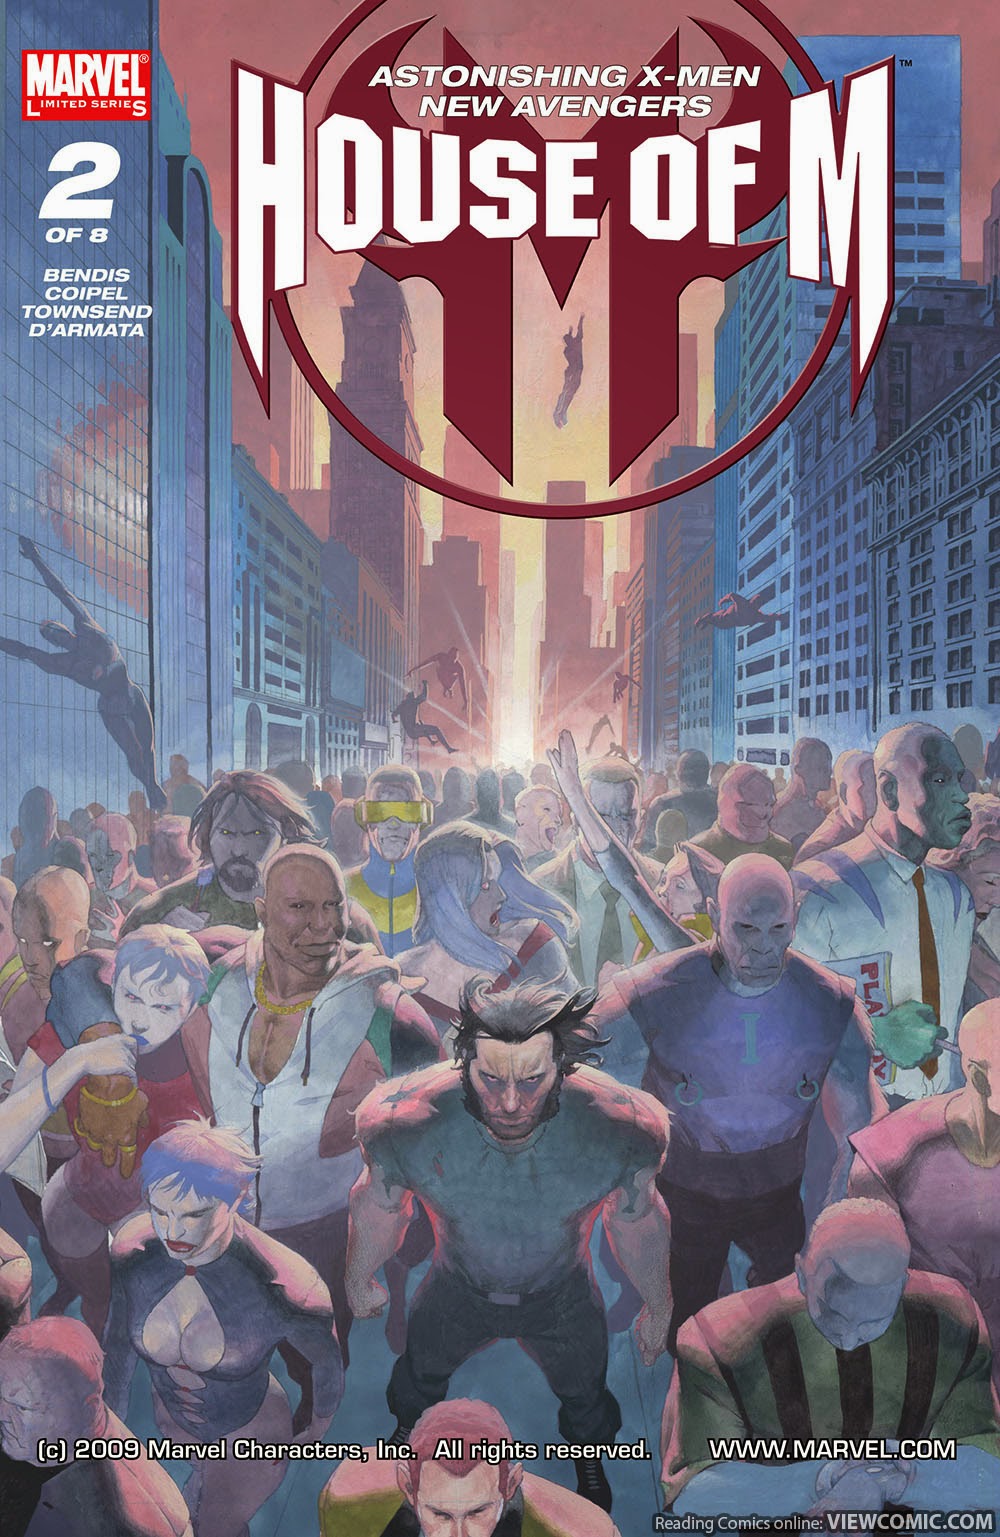 MARVEL®
LIMITED SERIES
2
OF 8
BENDIS
COIPEL
TOWNSEND
D'ARMATA
ASTONISHING X-MEN
NEW AVENGERS
HOUSE OF M™
I
(c) 2009 Marvel Characters, Inc. All rights reserved.
WWW.MARVEL.COM
Reading Comics online: VIEWCOMIC.COM